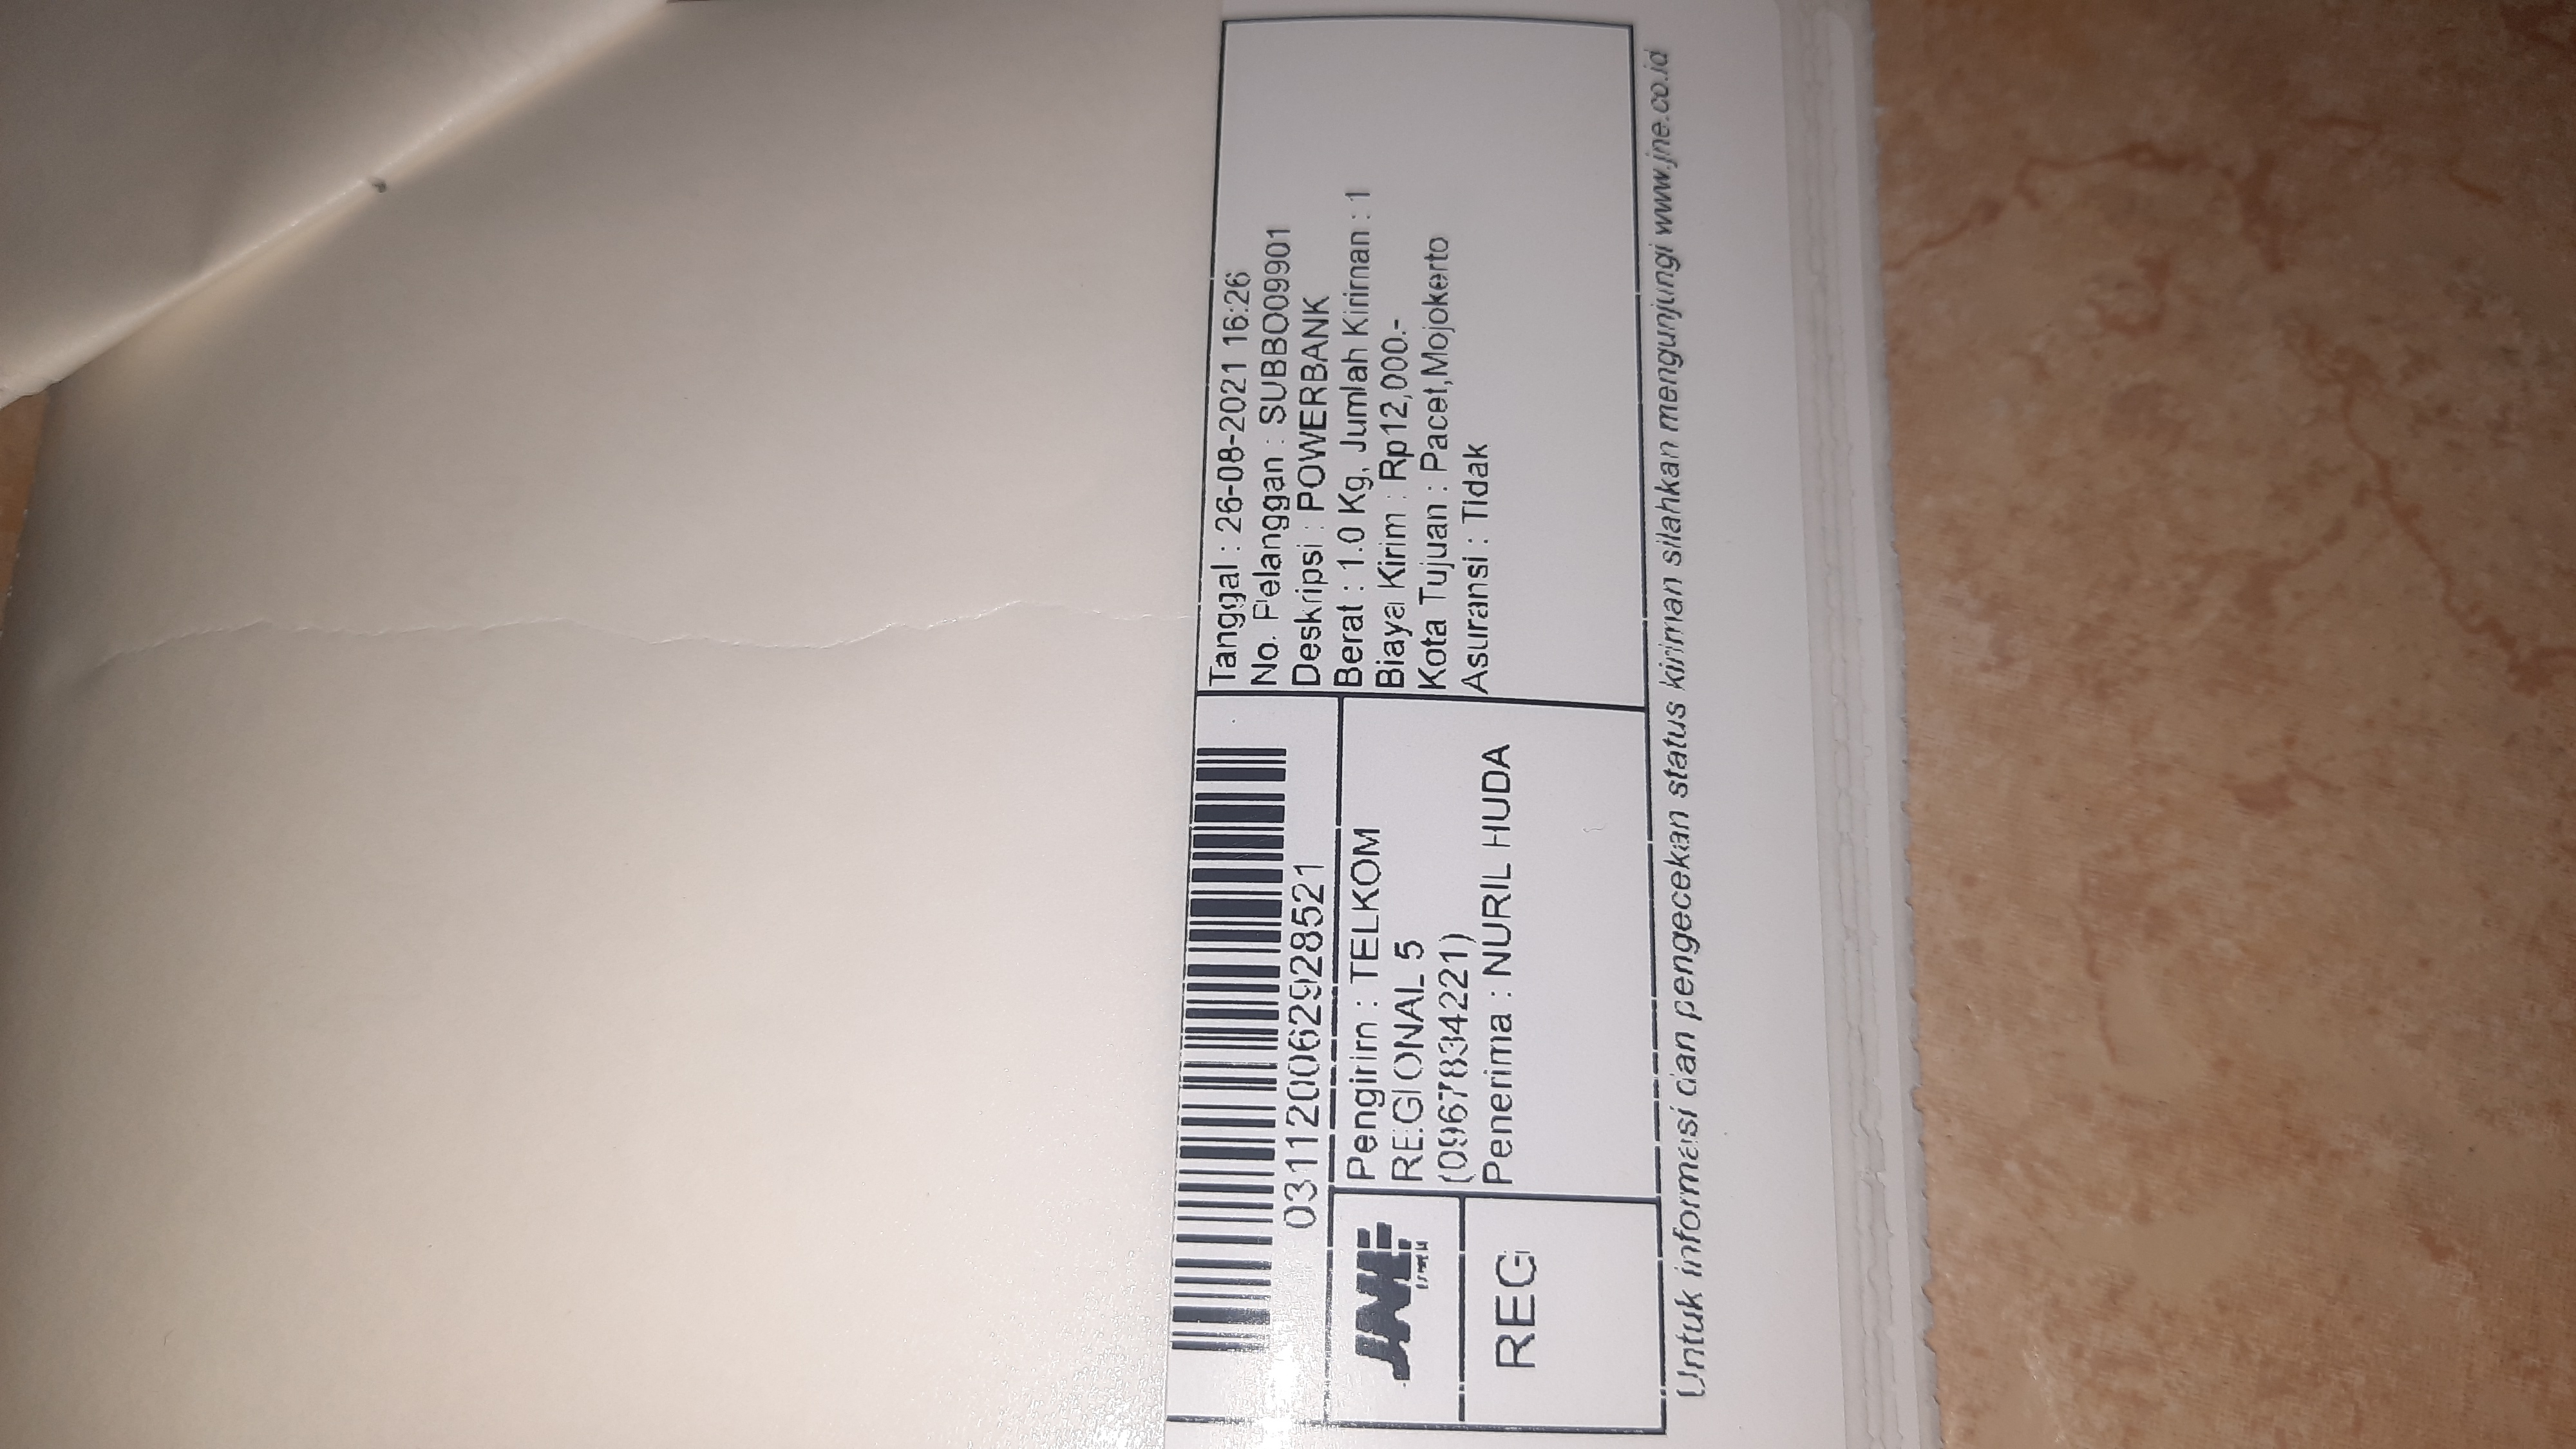 031120062928521
JNE
REG
Pengirim : TELKOM
REGIONAL 5
(0967834221)
Penerima : NURIL HUDA
Tanggal : 26-08-2021 16:26
No. Pelanggan : SUBBO09901
Deskripsi : POWERBANK
Berat : 1.0 Kg, Jumlah Kiriman : 1
Biaya Kirim : Rp12,000.-
Kota Tujuan : Pacet,Mojokerto
Asuransi : Tidak
Untuk informasi dan pengecekan status kiriman silahkan mengunjungi www.jne.co.id